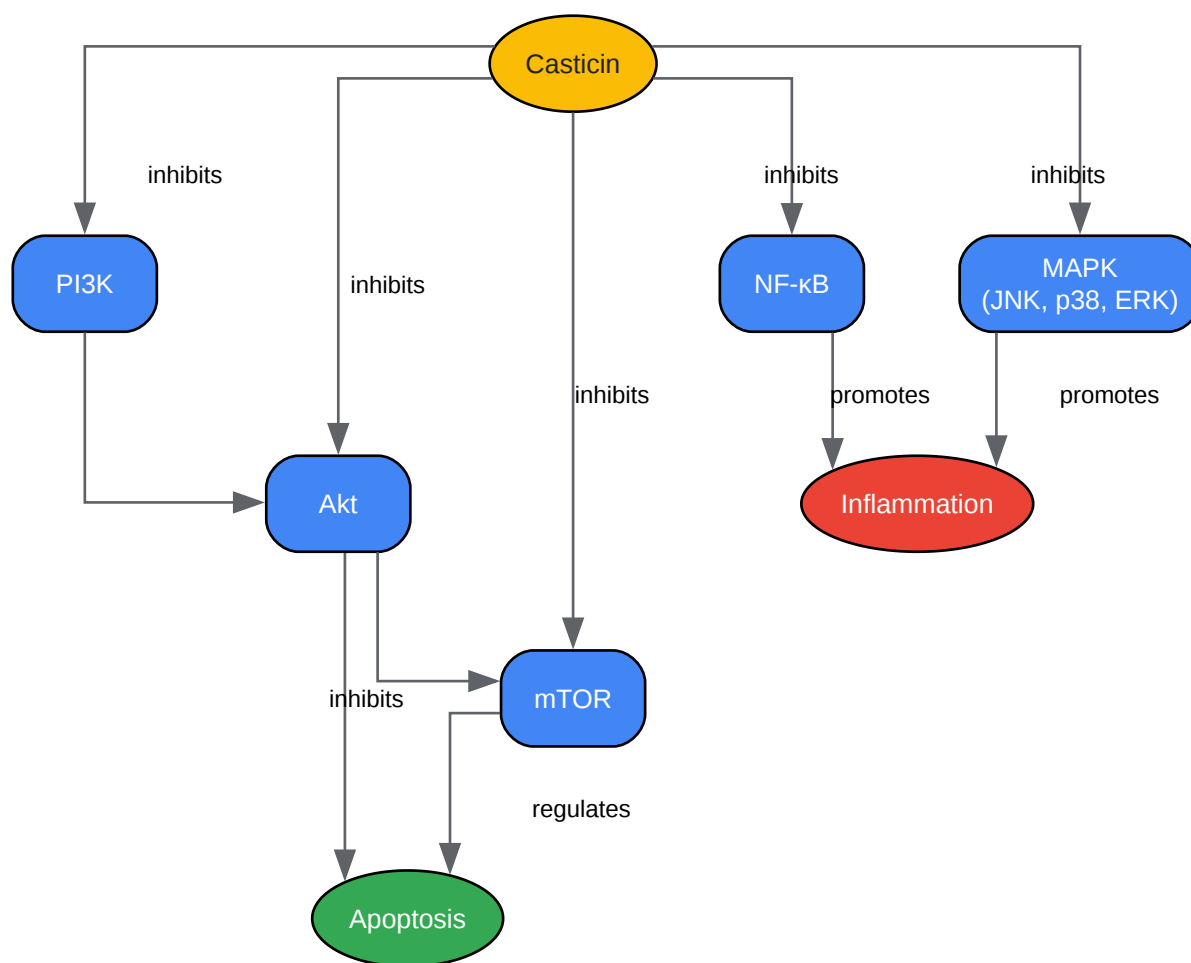 Casticin
inhibits
inhibits
inhibits
PI3K
inhibits
NF-κB
MAPK
(JNK, p38, ERK)
inhibits
promotes
promotes
Akt
Inflammation
inhibits
mTOR
regulates
Apoptosis